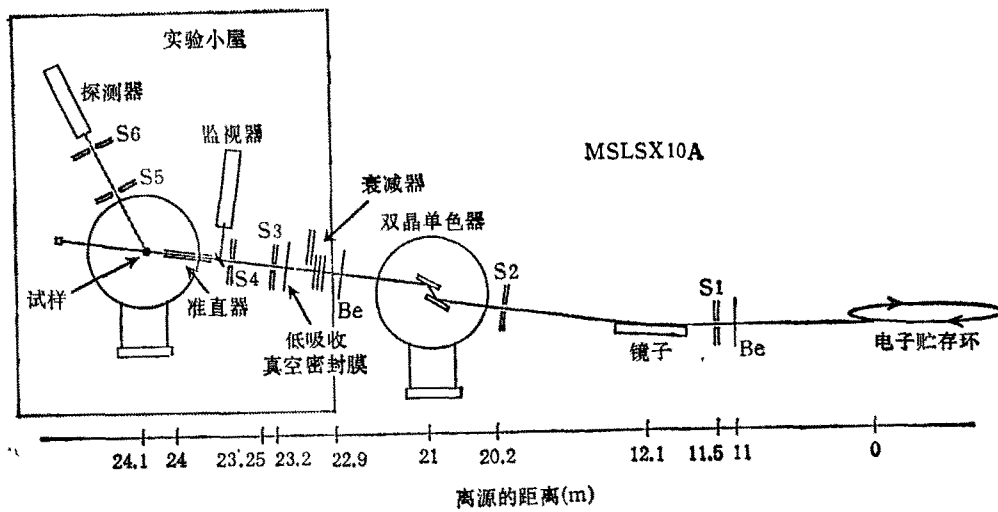 实验小屋
探测器
S6
监视器
MSLSX10A
S5
衰减器
双晶单色器
S3
S2
S1
S4
试样
准直器
Be
低吸收
真空密封膜
镜子
Be
电子贮存环
24.1 24 23.25 23.2 22.9 21 20.2 12.1 11.5 11 0
离源的距离(m)